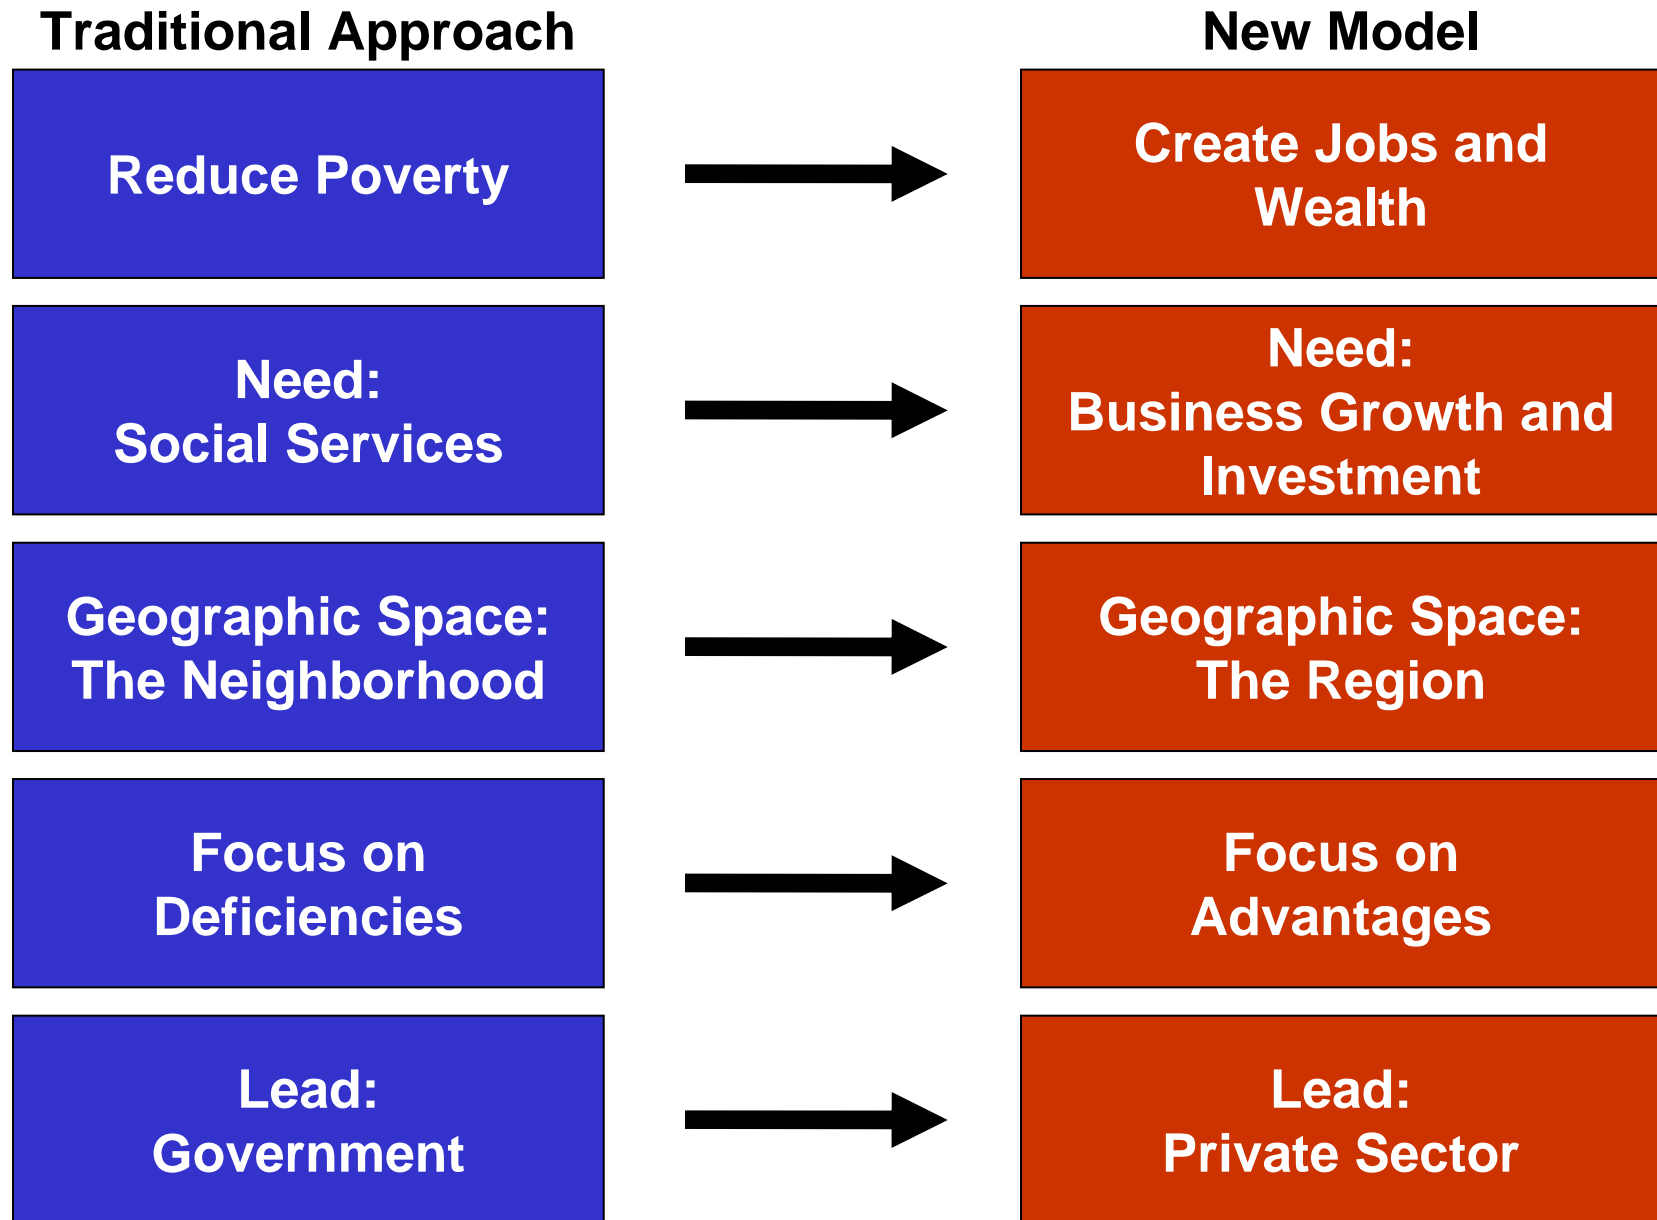 Traditional Approach
New Model
Reduce Poverty
Create Jobs and
Wealth
Need:
Social Services
Need:
Business Growth and
Investment
Geographic Space:
The Neighborhood
Geographic Space:
The Region
Focus on
Deficiencies
Focus on
Advantages
Lead:
Government
Lead:
Private Sector